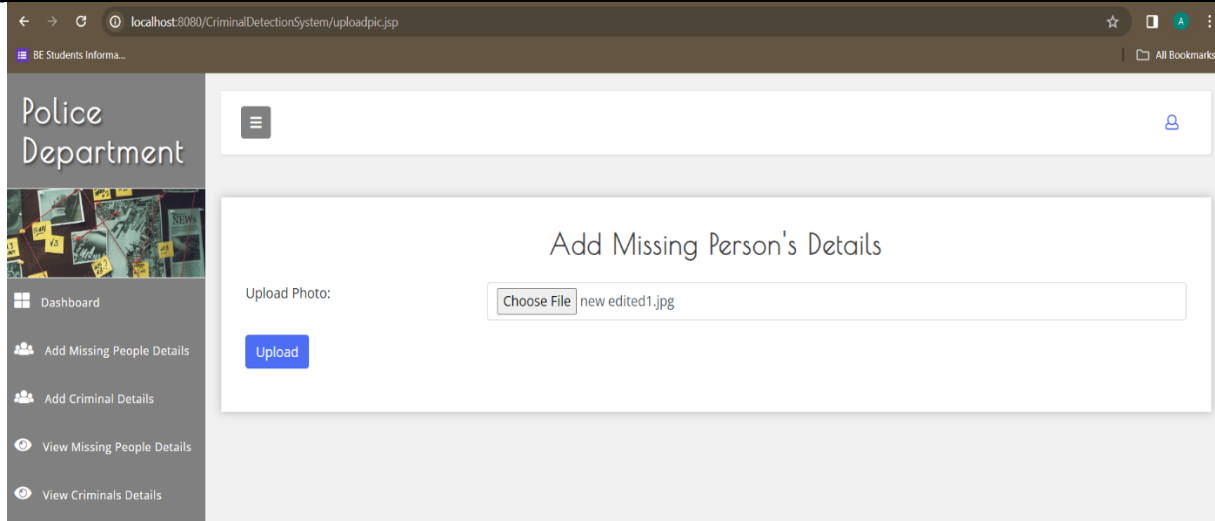 localhost:8080/CriminalDetectionSystem/uploadpic.jsp
A
BE Students Informa...
All Bookmarks
Police
Department
NEWS
Add Missing Person's Details
Upload Photo:
Choose File new edited1.jpg
Upload
Dashboard
Add Missing People Details
Add Criminal Details
View Missing People Details
View Criminals Details